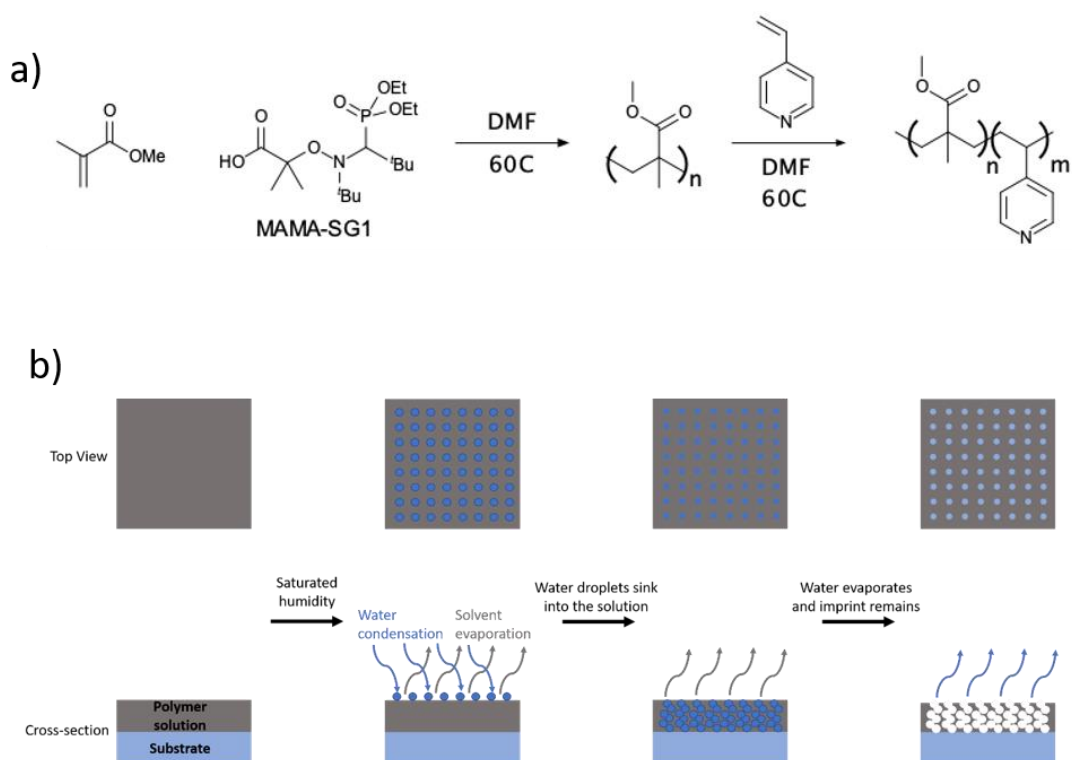 a)
O
OMe
O
HO
O
N
O
P
OEt
OEt
tBu
tBu
MAMA-SG1
DMF
60C
O
O
n
N
DMF
60C
O
O
n
m
N
b)
Top View
Saturated
humidity
Water
condensation
Solvent
evaporation
Water droplets sink
into the solution
Water evaporates
and imprint remains
Cross-section
Polymer
solution
Substrate